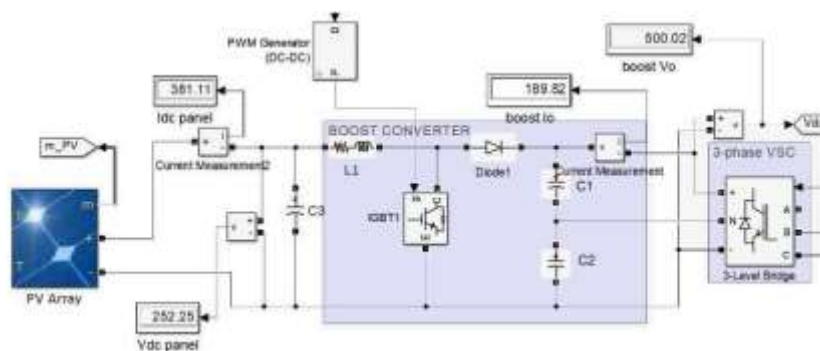 PWM Generator
(DC-DC)
500.02
boost Vo
381.11
Idc panel
189.82
boost Io
m_PV
Current Measurement2
BOOST CONVERTER
L1
Diode1
Current Measurement
3-phase VSC
m
C3
IGBT1
C1
C2
N
A
B
C
3-Level Bridge
PV Array
252.25
Vdc panel